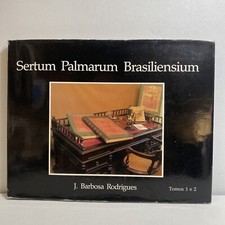 Sertum Palmarum Brasiliensium
J. Barbosa Rodrigues
Tomos 1 e 2